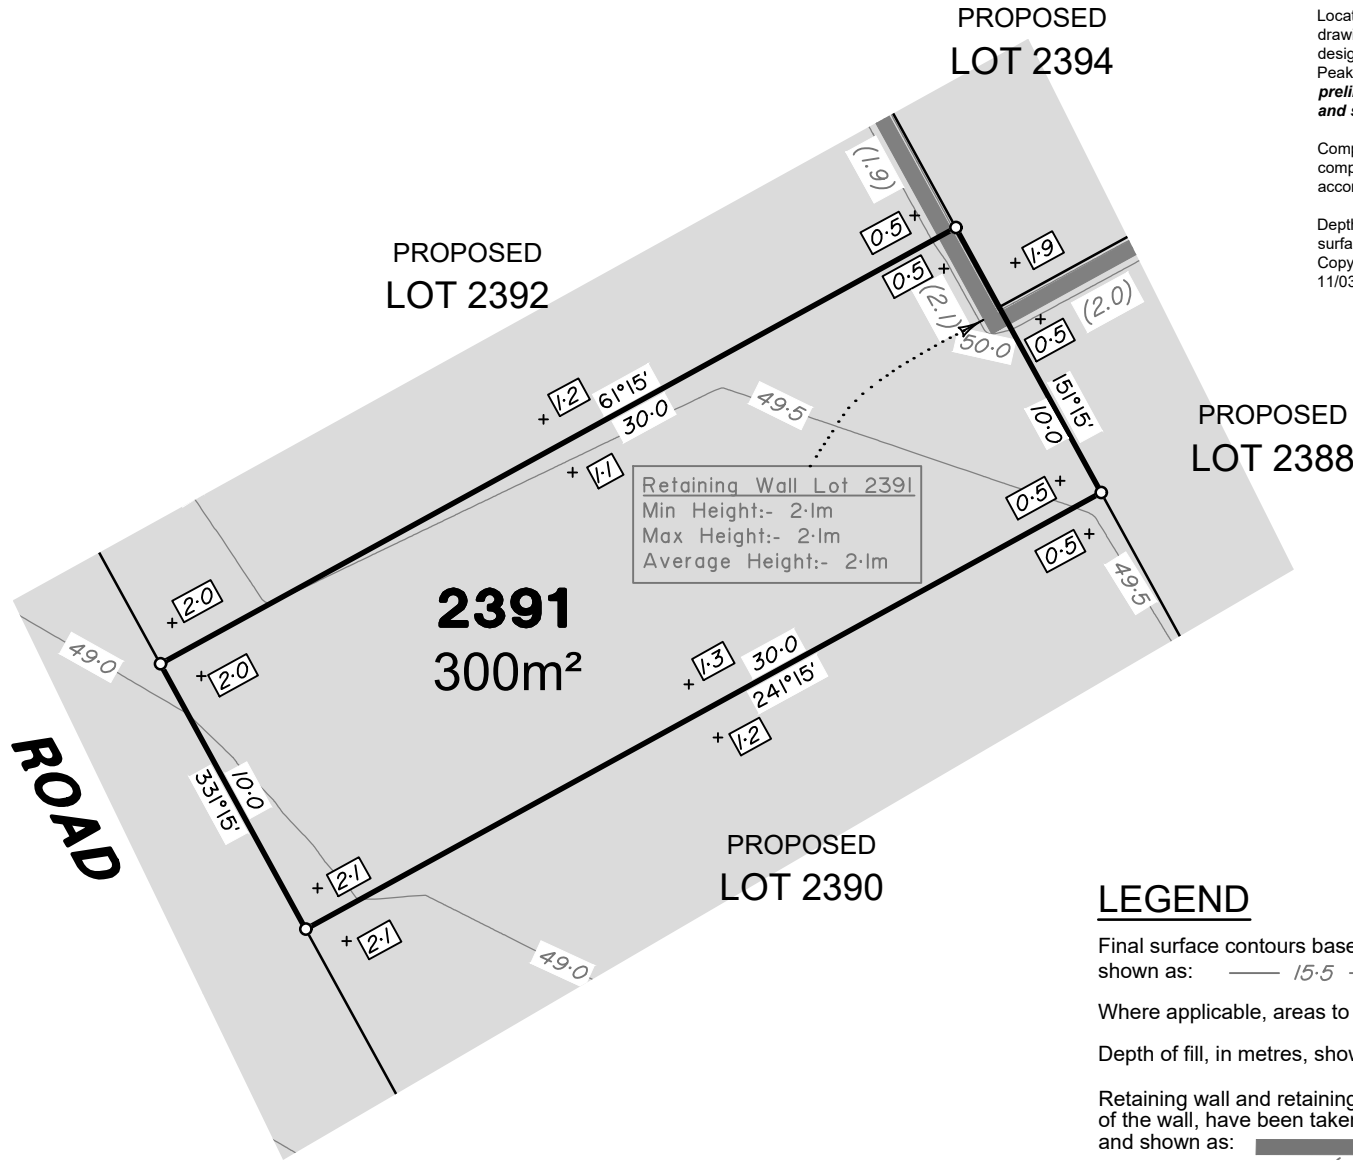 PROPOSED
LOT 2394
PROPOSED
LOT 2392
(1.9)
0·5
0·5
1·9
(2.1)
(2.0)
50·0
0·5
1·2
61°15'
30·0
1·1
49·5
151°15'
10·0
PROPOSED
LOT 2388
Retaining Wall Lot 2391
Min Height:- 2·1m
Max Height:- 2·1m
Average Height:- 2·1m
0·5
0·5
49·5
2·0
2·0
49·0
2391
300m²
1·3
30·0
241°15'
1·2
ROAD
10·0
331°15'
2·1
2·1
49·0
PROPOSED
LOT 2390
LEGEND
Final surface contours
shown as: 15·5
Where applicable, areas to
Depth of fill, in metres,
Retaining wall and retaining
of the wall, have been
and shown as:
Peak
and
11/03